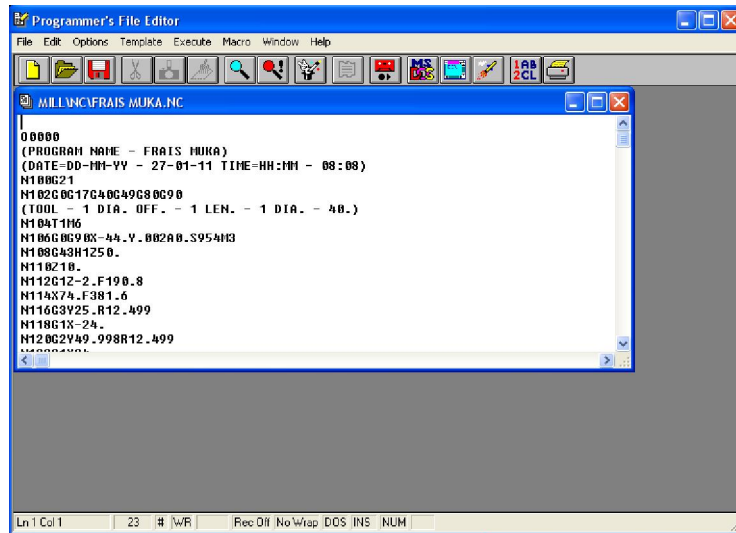 Programmer's File Editor
File Edit Options Template Execute Macro Window Help
MS DOS
1AB 2CL
MILL\NC\FRAIS MUKA.NC
O0000
(PROGRAM NAME - FRAIS MUKA)
(DATE=DD-MM-YY - 27-01-11 TIME=HH:MM - 08:08)
N100G21
N102G0G17G40G49G80G90
(TOOL - 1 DIA. OFF. - 1 LEN. - 1 DIA. - 40.)
N104T1M6
N106G0G90X-44.Y.002A0.S954M3
N108G43H1Z50.
N110Z10.
N112G1Z-2.F190.8
N114X74.F381.6
N116G3Y25.R12.499
N118G1X-24.
N120G2Y49.998R12.499
Ln 1 Col 1 23 # WR Rec Off No Wrap DOS INS NUM